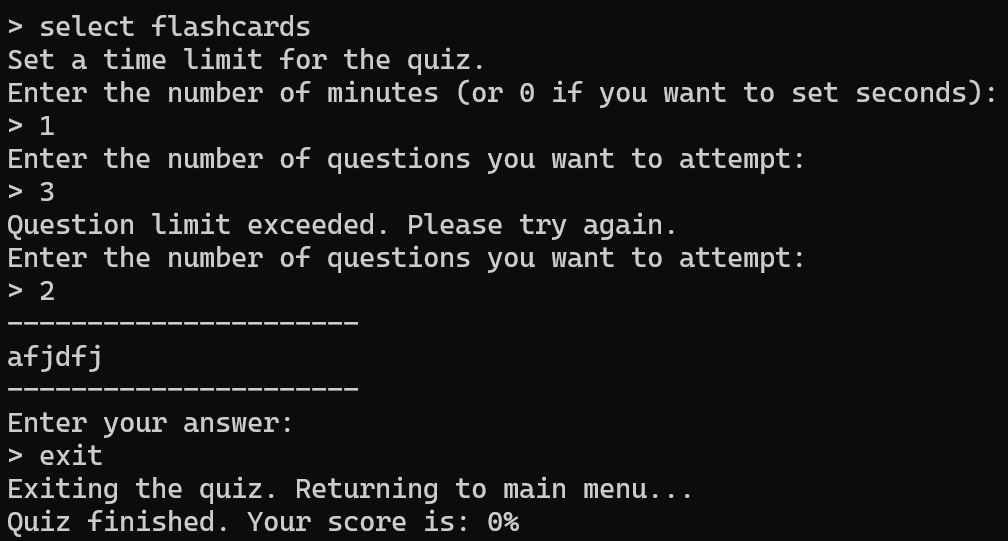 > select flashcards
Set a time limit for the quiz.
Enter the number of minutes (or 0 if you want to set seconds):
> 1
Enter the number of questions you want to attempt:
> 3
Question limit exceeded. Please try again.
Enter the number of questions you want to attempt:
> 2
----------------------
afjdfj
----------------------
Enter your answer:
> exit
Exiting the quiz. Returning to main menu...
Quiz finished. Your score is: 0%